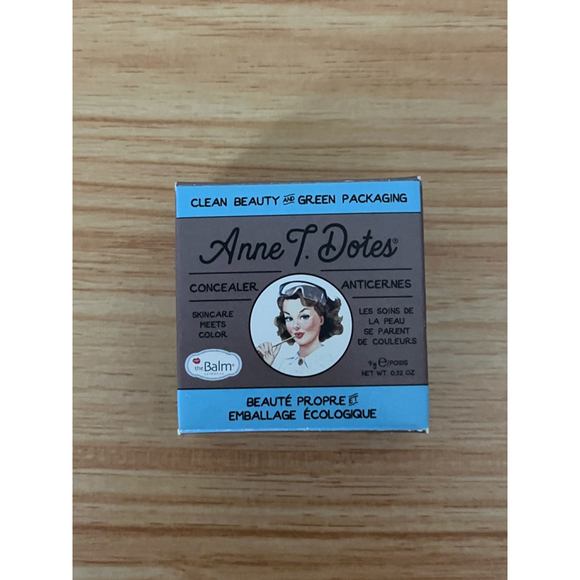 CLEAN BEAUTY AND GREEN PACKAGING
Anne T. Dotes®
CONCEALER
ANTICERNES
SKINCARE
MEETS
COLOR
LES SOINS DE
LA PEAU
SE PARENT
DE COULEURS
theBalm®
9g e/POIDS
NET WT. 0.32 OZ
BEAUTÉ PROPRE ET
EMBALLAGE ÉCOLOGIQUE